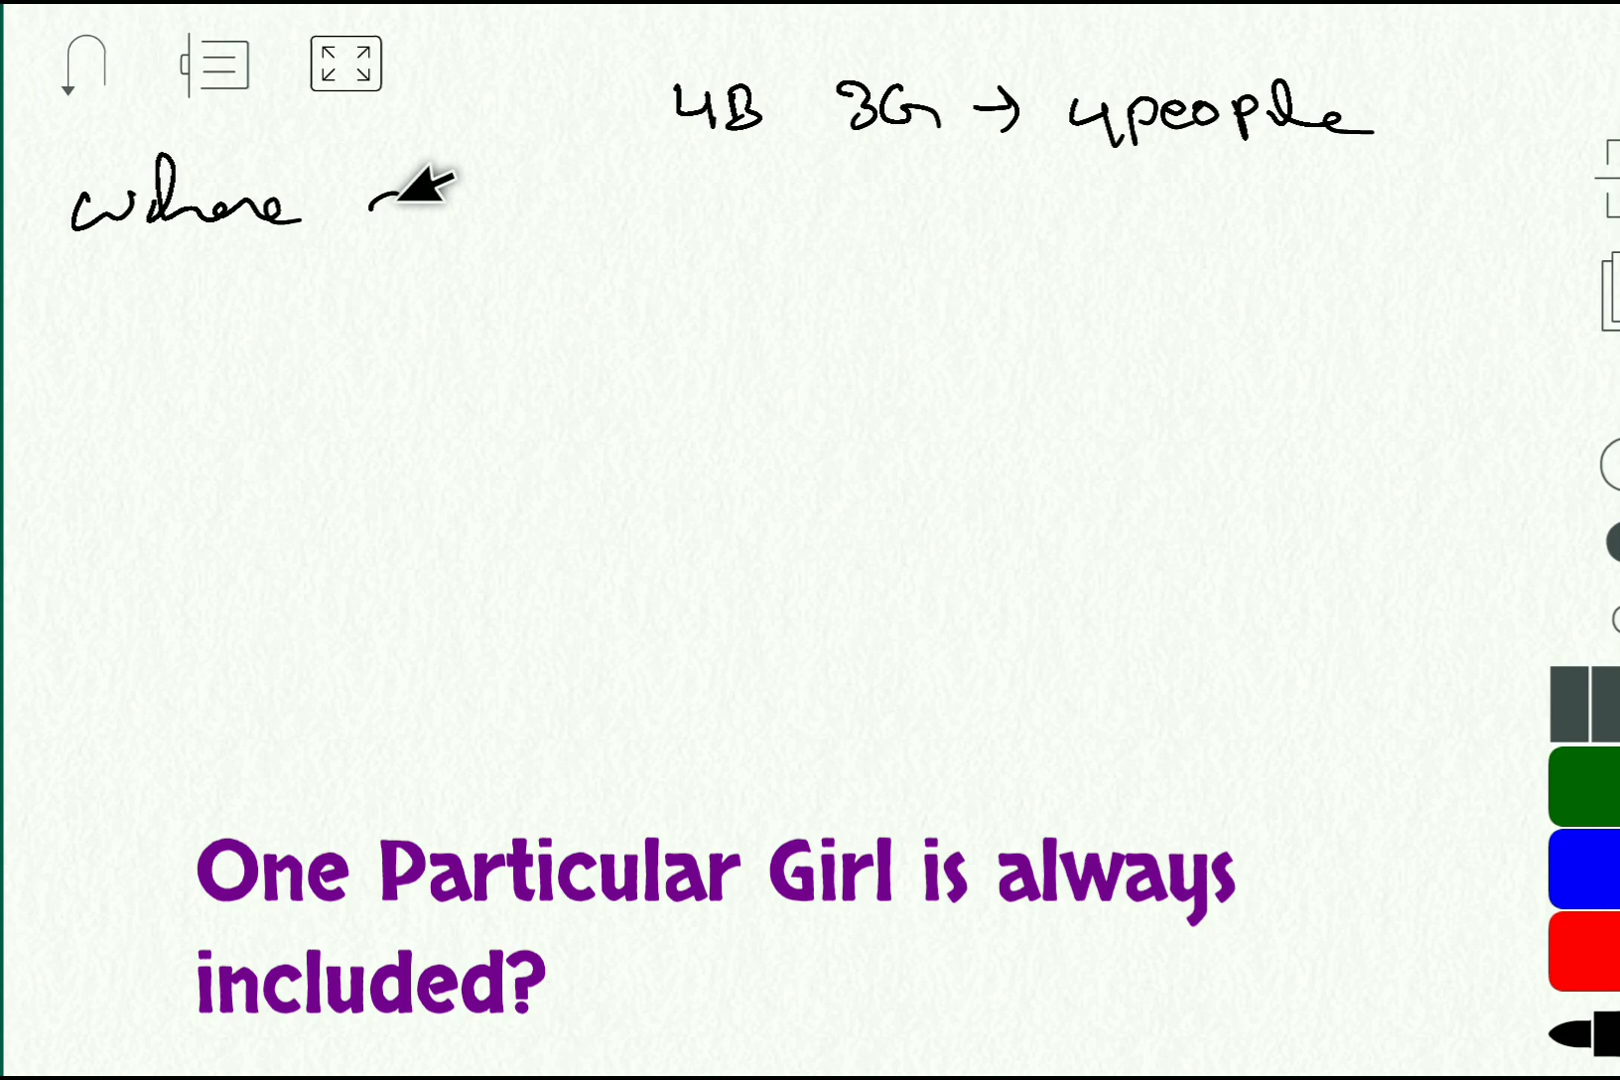 4B 3G → 4people
where
One Particular Girl is always
included?